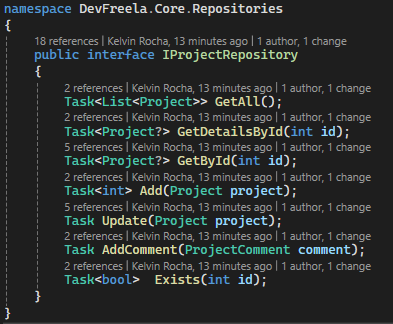 namespace DevFreela.Core.Repositories
{
18 references | Kelvin Rocha, 13 minutes ago | 1 author, 1 change
public interface IProjectRepository
{
2 references | Kelvin Rocha, 13 minutes ago | 1 author, 1 change
Task<List<Project>> GetAll();
2 references | Kelvin Rocha, 13 minutes ago | 1 author, 1 change
Task<Project?> GetDetailsById(int id);
5 references | Kelvin Rocha, 13 minutes ago | 1 author, 1 change
Task<Project?> GetById(int id);
2 references | Kelvin Rocha, 13 minutes ago | 1 author, 1 change
Task<int> Add(Project project);
5 references | Kelvin Rocha, 13 minutes ago | 1 author, 1 change
Task Update(Project project);
2 references | Kelvin Rocha, 13 minutes ago | 1 author, 1 change
Task AddComment(ProjectComment comment);
2 references | Kelvin Rocha, 13 minutes ago | 1 author, 1 change
Task<bool>  Exists(int id);
}
}